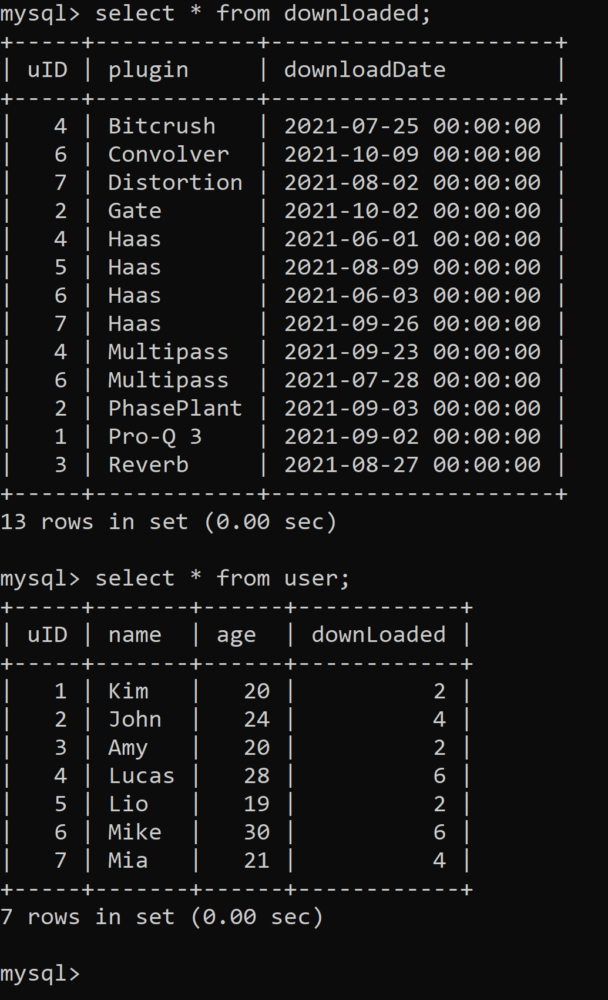 mysql> select * from downloaded;
+-----+------------+---------------------+
| uID | plugin     | downloadDate        |
+-----+------------+---------------------+
|   4 | Bitcrush   | 2021-07-25 00:00:00 |
|   6 | Convolver  | 2021-10-09 00:00:00 |
|   7 | Distortion | 2021-08-02 00:00:00 |
|   2 | Gate       | 2021-10-02 00:00:00 |
|   4 | Haas       | 2021-06-01 00:00:00 |
|   5 | Haas       | 2021-08-09 00:00:00 |
|   6 | Haas       | 2021-06-03 00:00:00 |
|   7 | Haas       | 2021-09-26 00:00:00 |
|   4 | Multipass  | 2021-09-23 00:00:00 |
|   6 | Multipass  | 2021-07-28 00:00:00 |
|   2 | PhasePlant | 2021-09-03 00:00:00 |
|   1 | Pro-Q 3    | 2021-09-02 00:00:00 |
|   3 | Reverb     | 2021-08-27 00:00:00 |
+-----+------------+---------------------+
13 rows in set (0.00 sec)

mysql> select * from user;
+-----+-------+------+------------+
| uID | name  | age  | downLoaded |
+-----+-------+------+------------+
|   1 | Kim   |   20 |          2 |
|   2 | John  |   24 |          4 |
|   3 | Amy   |   20 |          2 |
|   4 | Lucas |   28 |          6 |
|   5 | Lio   |   19 |          2 |
|   6 | Mike  |   30 |          6 |
|   7 | Mia   |   21 |          4 |
+-----+-------+------+------------+
7 rows in set (0.00 sec)

mysql>